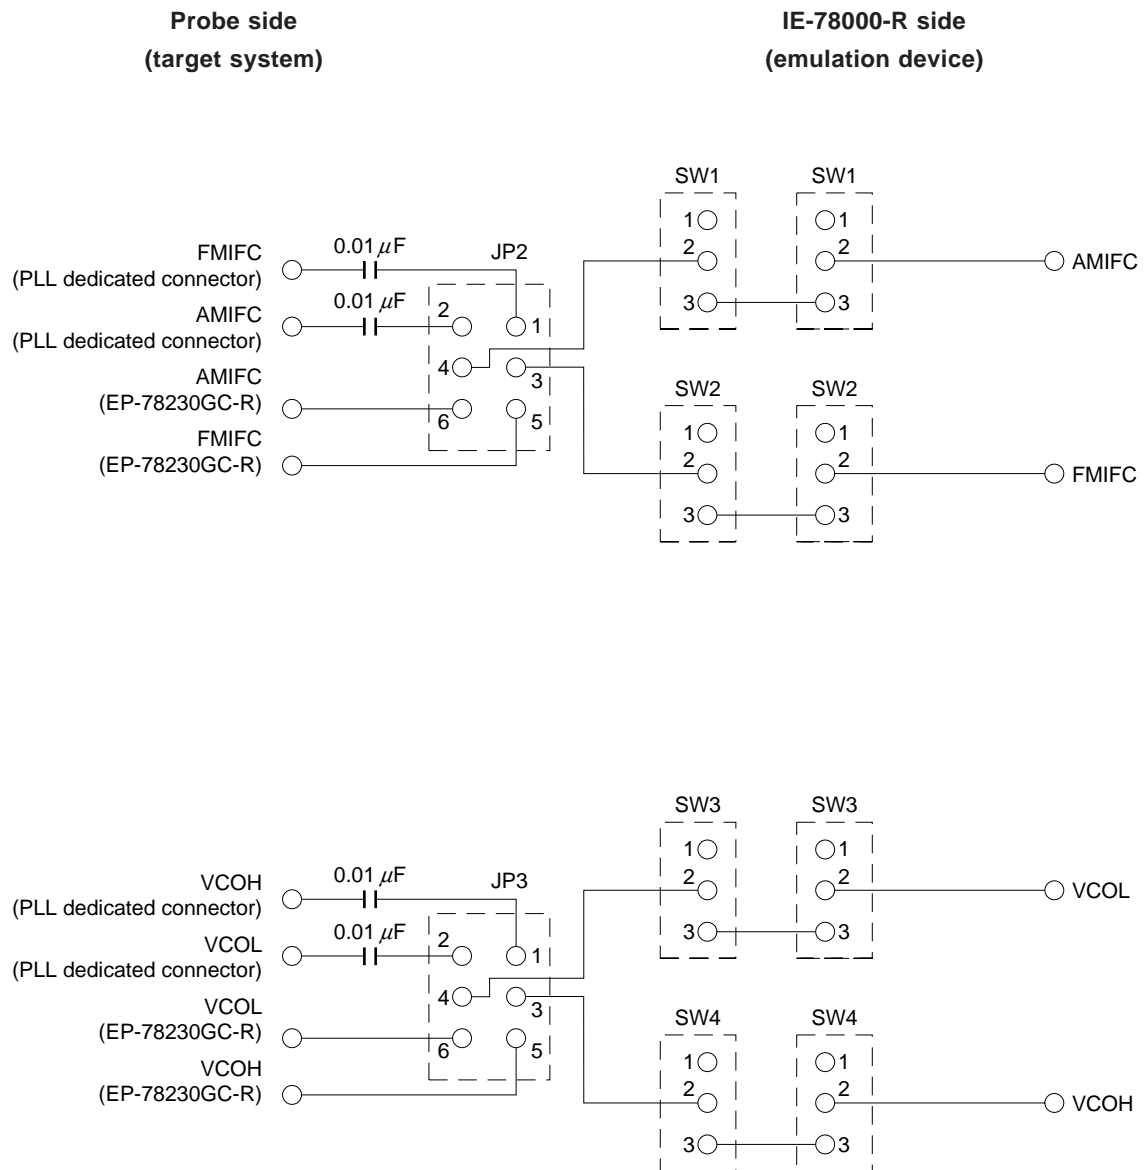 Probe side
(target system)
IE-78000-R side
(emulation device)
SW1
SW1
1
1
FMIFC
(PLL dedicated connector)
0.01 μF
JP2
2
2
AMIFC
AMIFC
(PLL dedicated connector)
0.01 μF
2
1
3
3
AMIFC
(EP-78230GC-R)
4
3
SW2
SW2
FMIFC
(EP-78230GC-R)
6
5
1
1
2
2
FMIFC
3
3
SW3
SW3
1
1
VCOH
(PLL dedicated connector)
0.01 μF
JP3
2
2
VCOL
VCOL
(PLL dedicated connector)
0.01 μF
2
1
3
3
VCOL
(EP-78230GC-R)
4
3
SW4
SW4
VCOH
(EP-78230GC-R)
6
5
1
1
2
2
VCOH
3
3